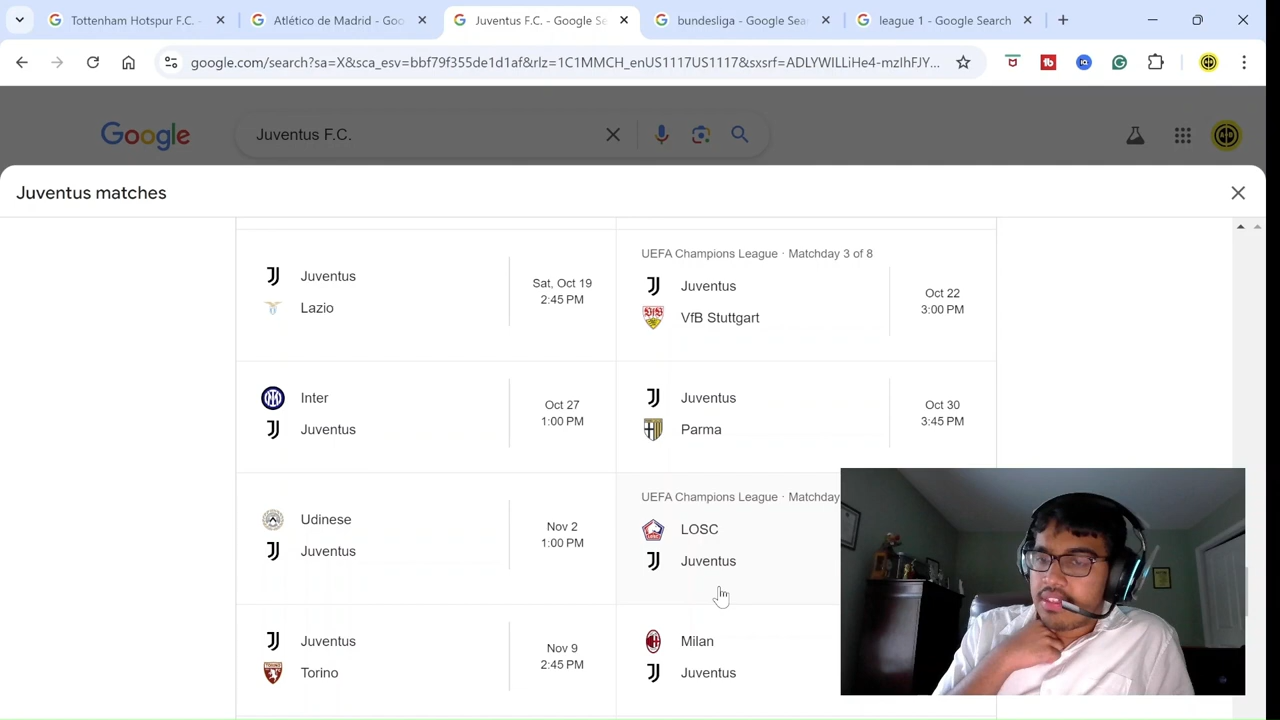 Tottenham Hotspur F.C. -
Atlético de Madrid - Goo
Juventus F.C. - Google Se
bundesliga - Google Sea
league 1 - Google Search
google.com/search?sa=X&sca_esv=bbf79f355de1d1af&rlz=1C1MMCH_enUS1117US1117&sxsrf=ADLYWILLiHe4-mzIhFJY...
Google
Juventus F.C.
Juventus matches
Juventus
Lazio
Sat, Oct 19
2:45 PM
UEFA Champions League · Matchday 3 of 8
Juventus
VfB Stuttgart
Oct 22
3:00 PM
Inter
Juventus
Oct 27
1:00 PM
Juventus
Parma
Oct 30
3:45 PM
Udinese
Juventus
Nov 2
1:00 PM
UEFA Champions League · Matchday
LOSC
Juventus
Juventus
Torino
Nov 9
2:45 PM
Milan
Juventus